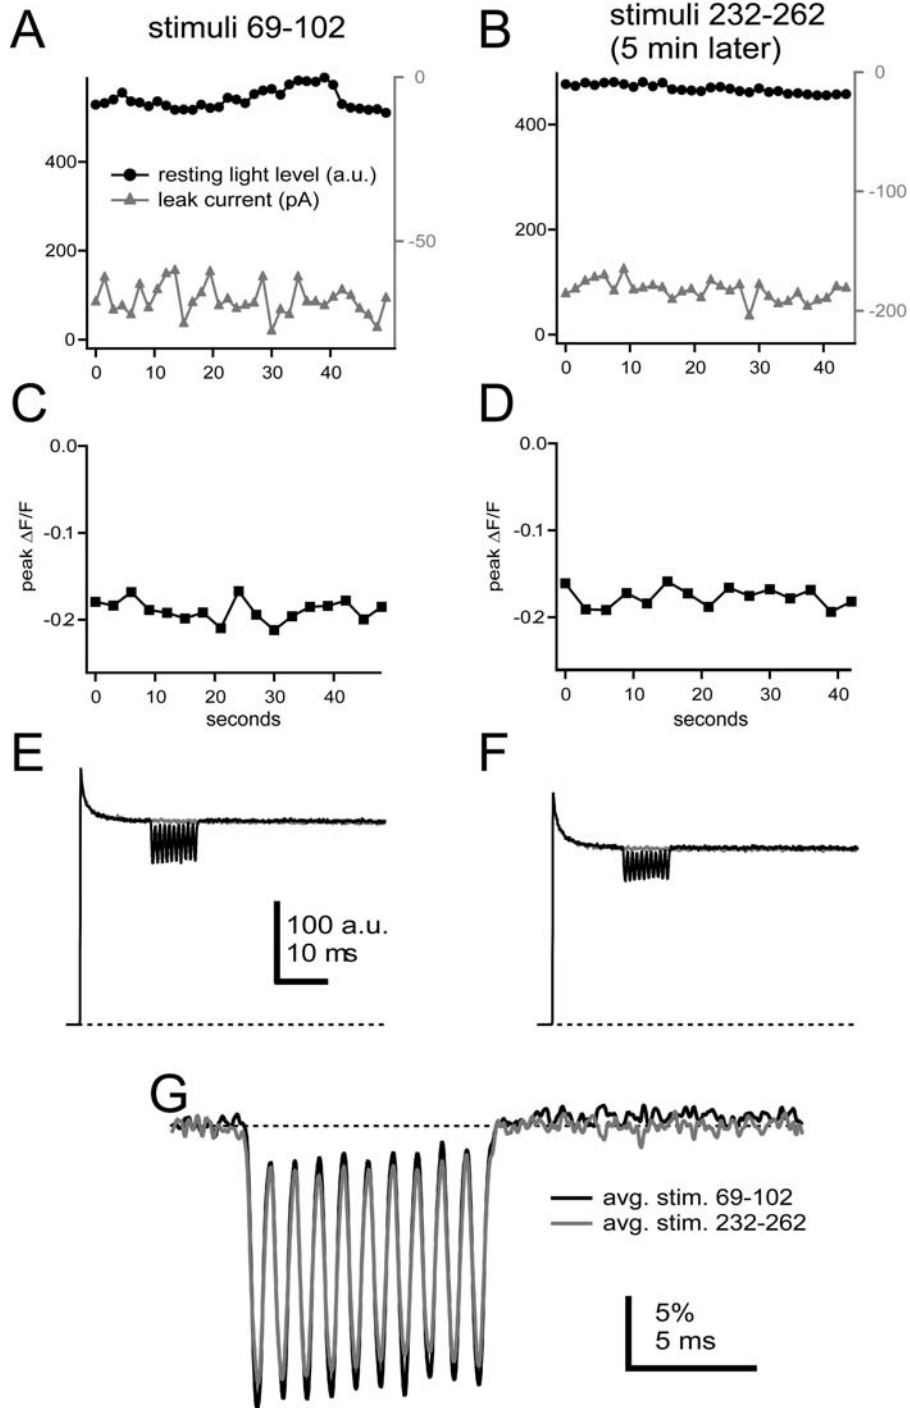 A
stimuli 69-102
B
stimuli 232-262
(5 min later)
400
200
0
0
-50
resting light level (a.u.)
leak current (pA)
0 10 20 30 40
400
200
0
0
-100
-200
0 10 20 30 40
C
0.0
-0.1
-0.2
peak ΔF/F
0 10 20 30 40
seconds
D
0.0
-0.1
-0.2
peak ΔF/F
0 10 20 30 40
seconds
E
100 a.u.
10 ms
F
G
avg. stim. 69-102
avg. stim. 232-262
5%
5 ms